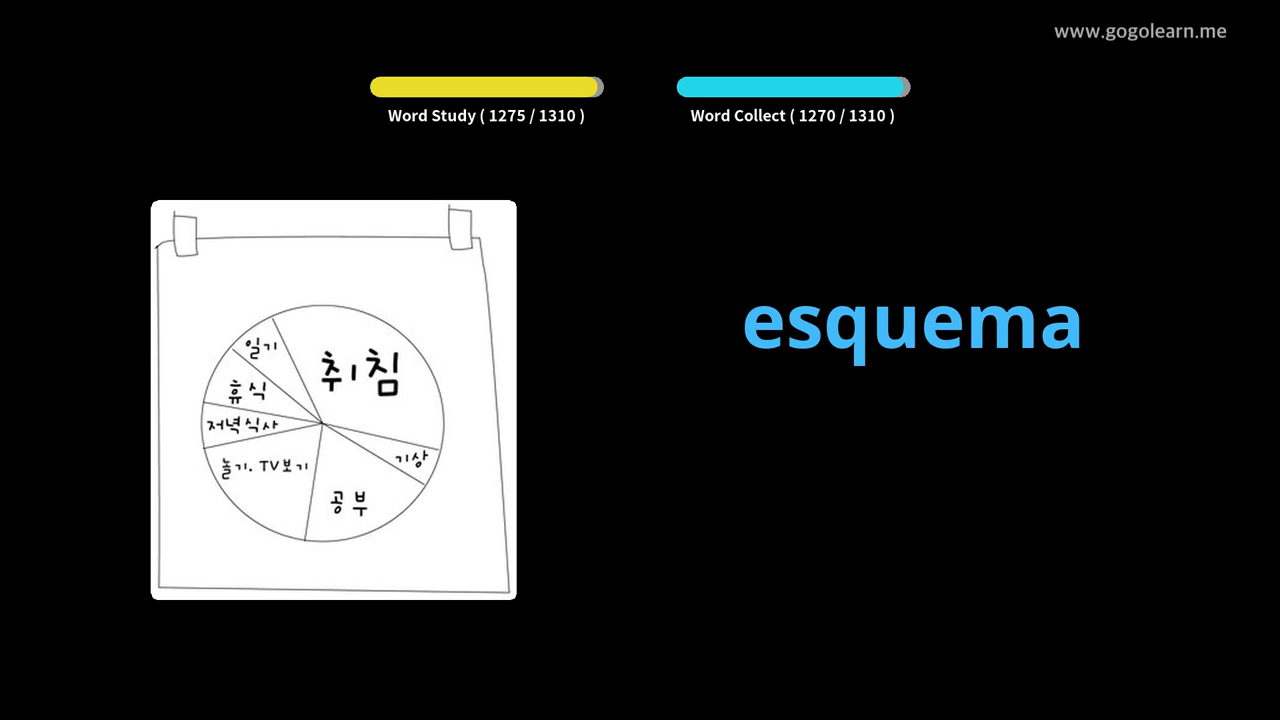 www.gogolearn.me
Word Study ( 1275 / 1310 )
Word Collect ( 1270 / 1310 )
esquema
일기
취침
휴식
저녁식사
놀기. TV보기
기상
공부